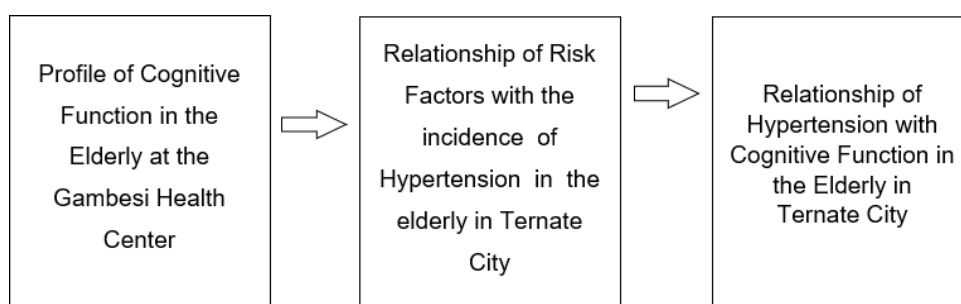 Profile of Cognitive
Function in the
Elderly at the
Gambesi Health
Center
Relationship of Risk
Factors with the
incidence of
Hypertension in the
elderly in Ternate
City
Relationship of
Hypertension with
Cognitive Function in
the Elderly in
Ternate City